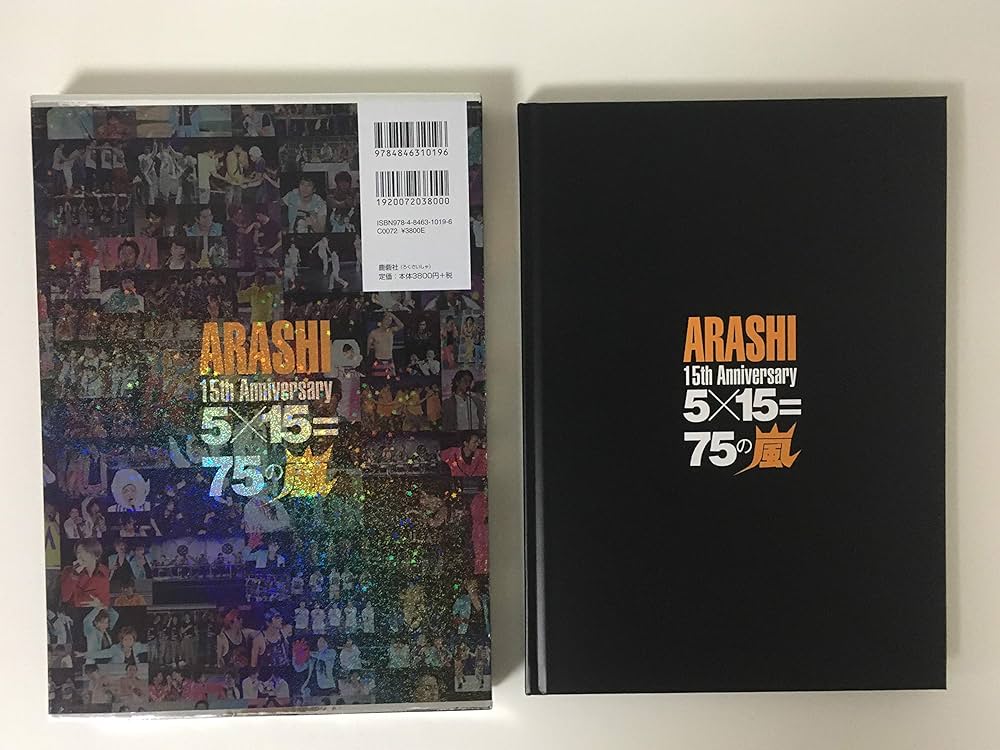 9784846310196
1920072038000
ISBN978-4-8463-1019-6
C0072 ¥3800E
鹿砦社(ろくさいしゃ)
定価:本体3800円+税
ARASHI
15th Anniversary
5×15=
75の嵐
ARASHI
15th Anniversary
5×15=
75の嵐